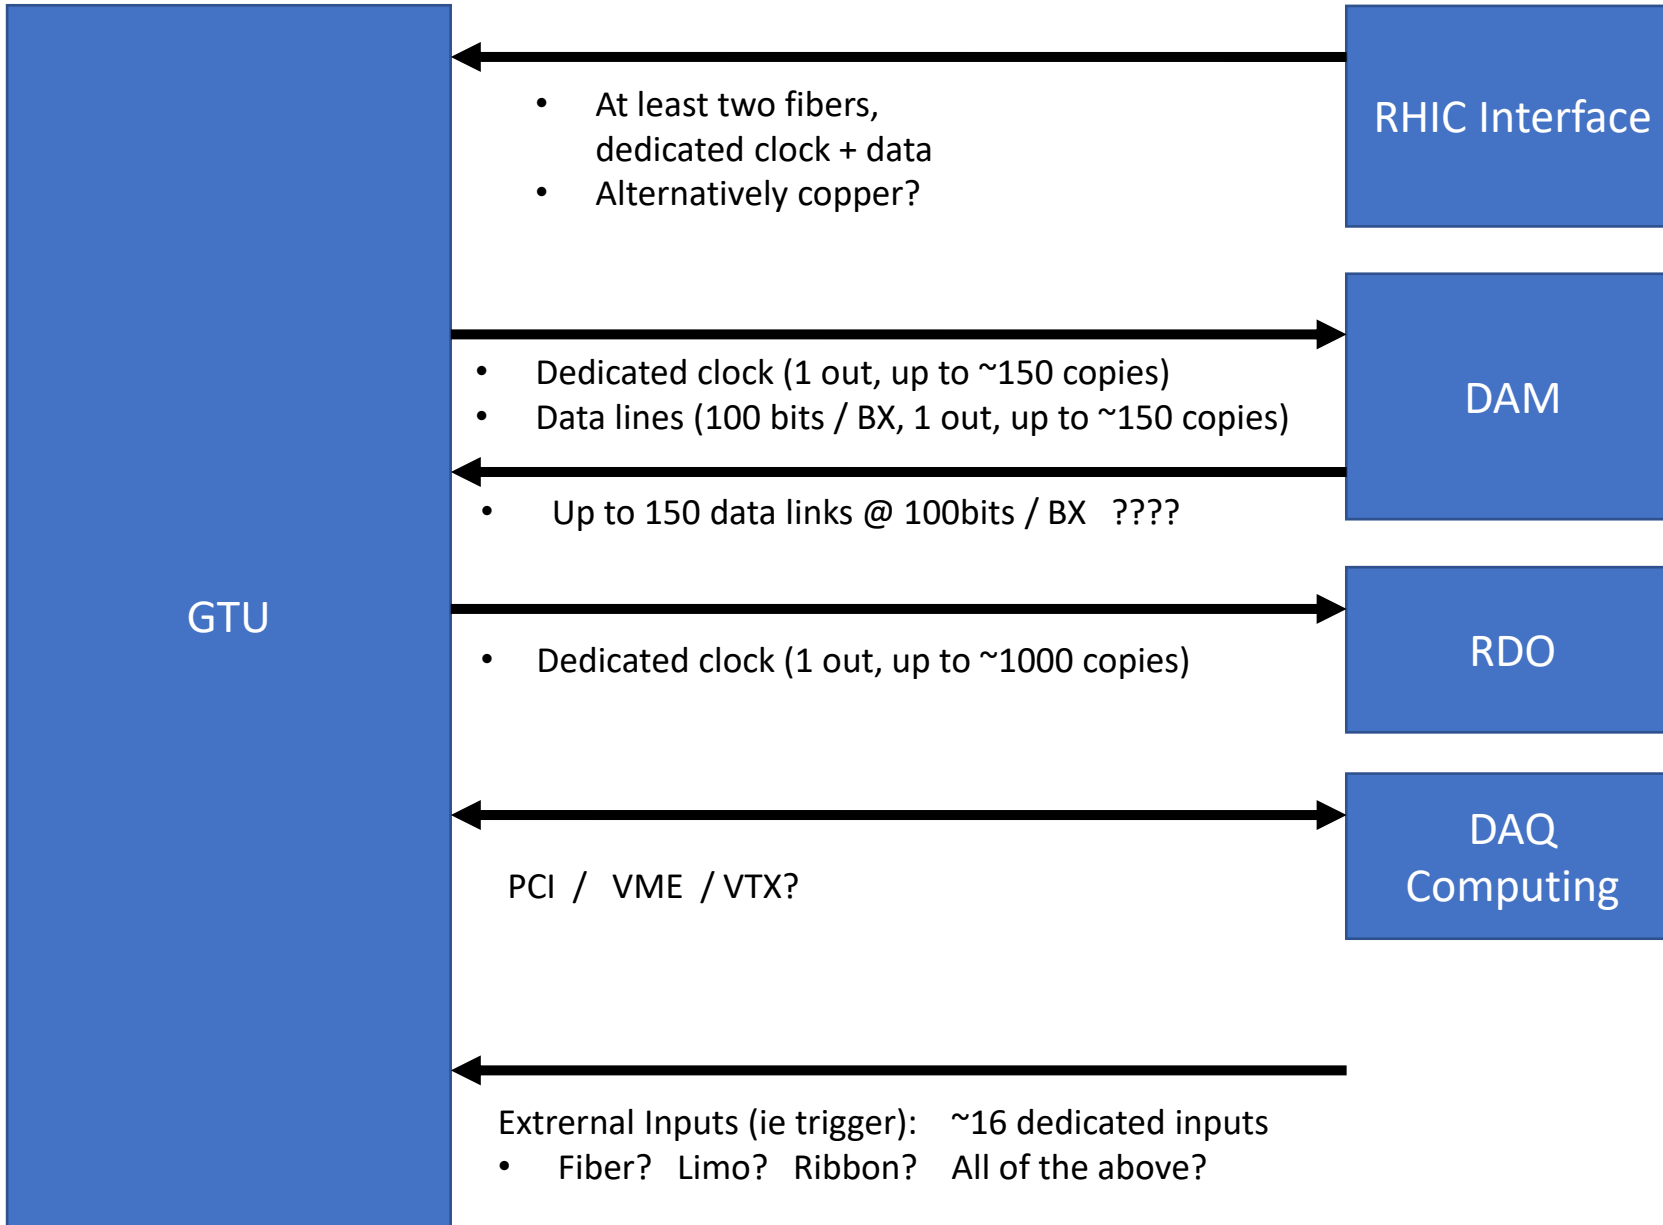 RHIC Interface
• At least two fibers,
dedicated clock + data
• Alternatively copper?
DAM
• Dedicated clock (1 out, up to ~150 copies)
• Data lines (100 bits / BX, 1 out, up to ~150 copies)
• Up to 150 data links @ 100bits / BX ????
GTU
RDO
• Dedicated clock (1 out, up to ~1000 copies)
DAQ
Computing
PCI / VME / VTX?
Extrernal Inputs (ie trigger): ~16 dedicated inputs
• Fiber? Limo? Ribbon? All of the above?